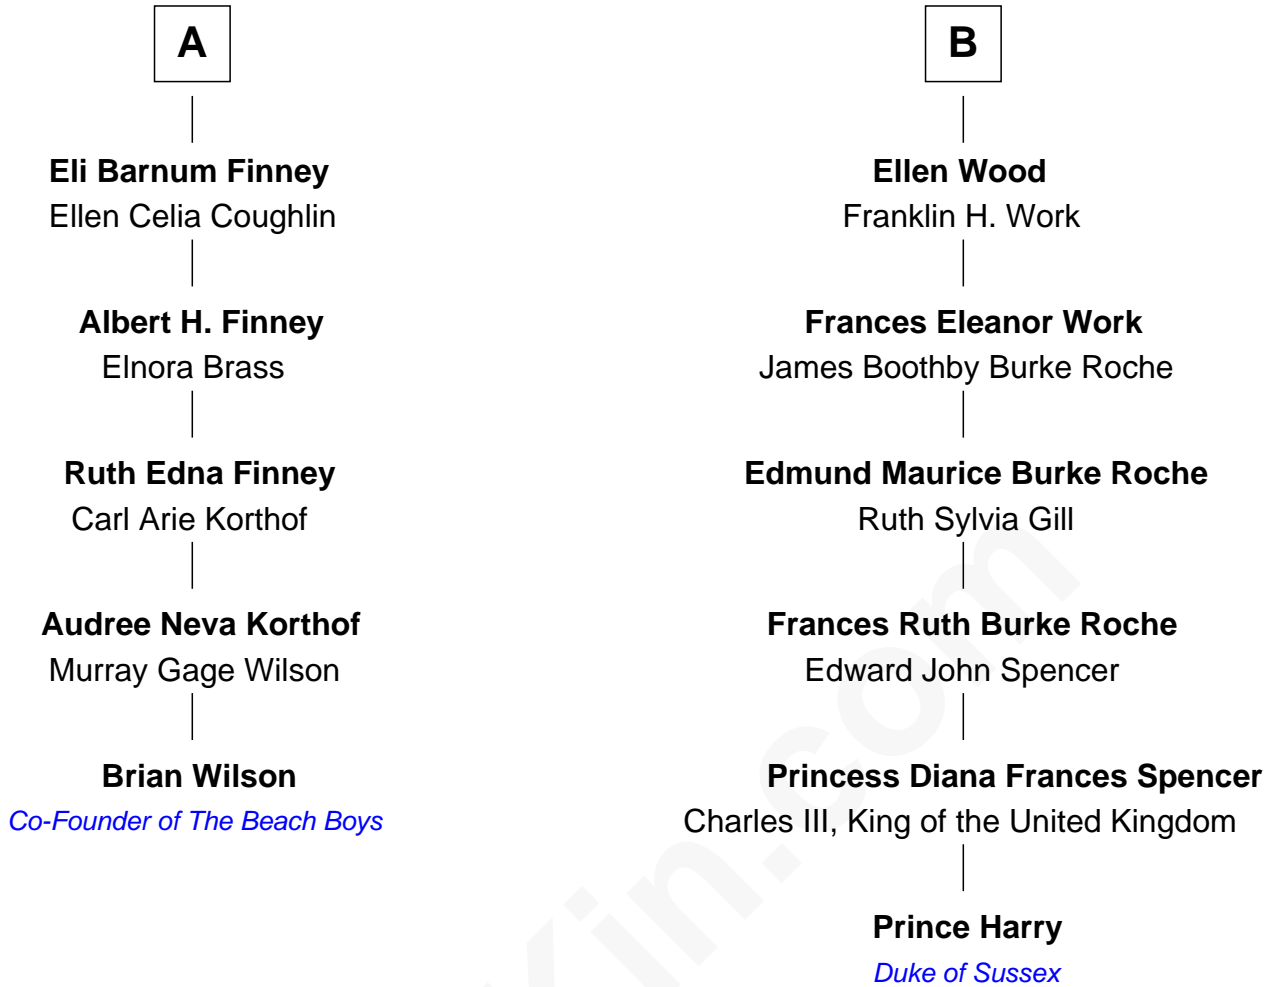 A
Eli Barnum Finney
Ellen Celia Coughlin
Albert H. Finney
Elnora Brass
Ruth Edna Finney
Carl Arie Korthof
Audree Neva Korthof
Murray Gage Wilson
Brian Wilson
Co-Founder of The Beach Boys
B
Ellen Wood
Franklin H. Work
Frances Eleanor Work
James Boothby Burke Roche
Edmund Maurice Burke Roche
Ruth Sylvia Gill
Frances Ruth Burke Roche
Edward John Spencer
Princess Diana Frances Spencer
Charles III, King of the United Kingdom
Prince Harry
Duke of Sussex
Kin.com